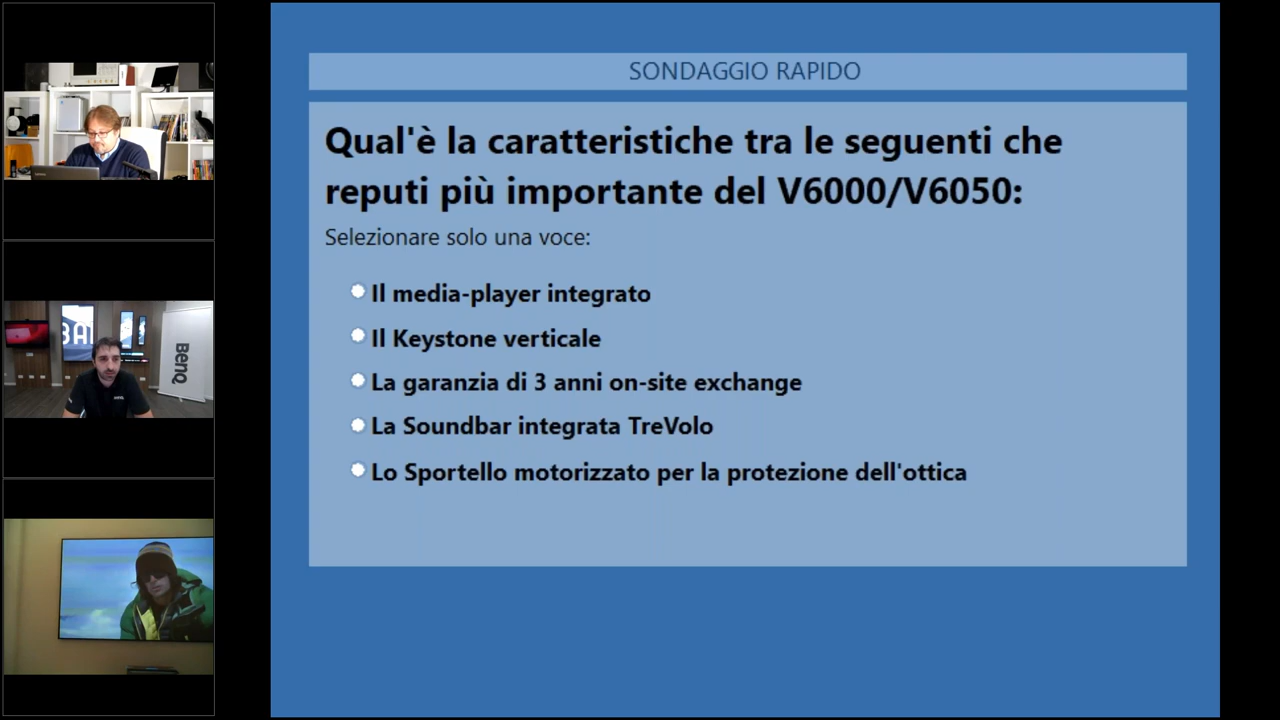 SONDAGGIO RAPIDO
Qual'è la caratteristiche tra le seguenti che
reputi più importante del V6000/V6050:
Selezionare solo una voce:
Il media-player integrato
Il Keystone verticale
La garanzia di 3 anni on-site exchange
La Soundbar integrata TreVolo
Lo Sportello motorizzato per la protezione dell'ottica
BenQ